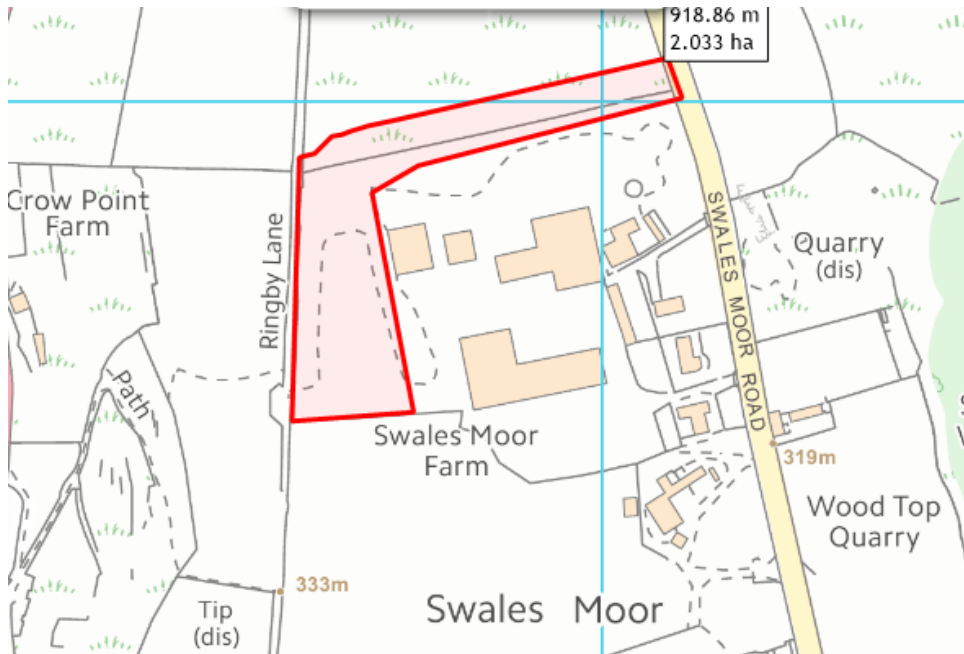 918.86 m
2.033 ha
Crow Point
Farm
Ringby Lane
SWALES MOOR ROAD
Quarry
(dis)
Path
Swales Moor
Farm
319m
Wood Top
Quarry
333m
Tip
(dis)
Swales Moor